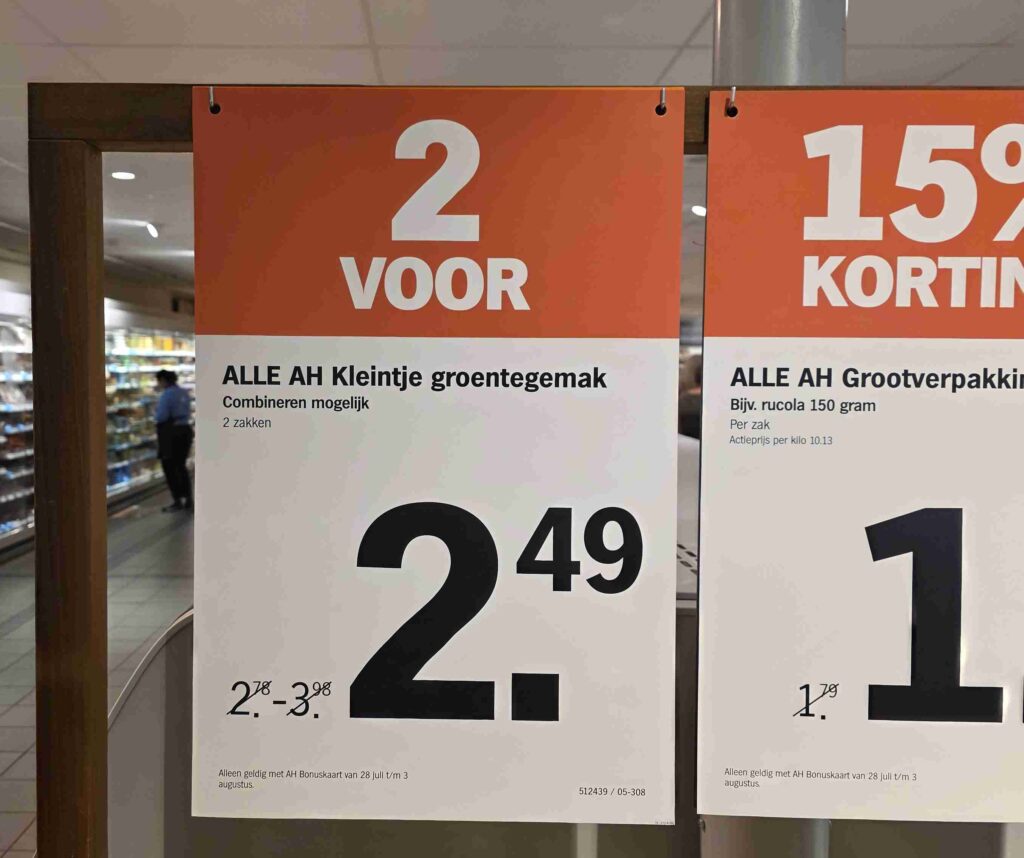 2
VOOR
ALLE AH Kleintje groentegemak
Combineren mogelijk
2 zakken
2.49
2.78-3.98
Alleen geldig met AH Bonuskaart van 28 juli t/m 3
augustus.
512439 / 05-308
15%
KORTIN
ALLE AH Grootverpakkin
Bijv. rucola 150 gram
Per zak
Actieprijs per kilo 10.13
1.
1.79
Alleen geldig met AH Bonuskaart van 28 juli t/m 3
augustus.